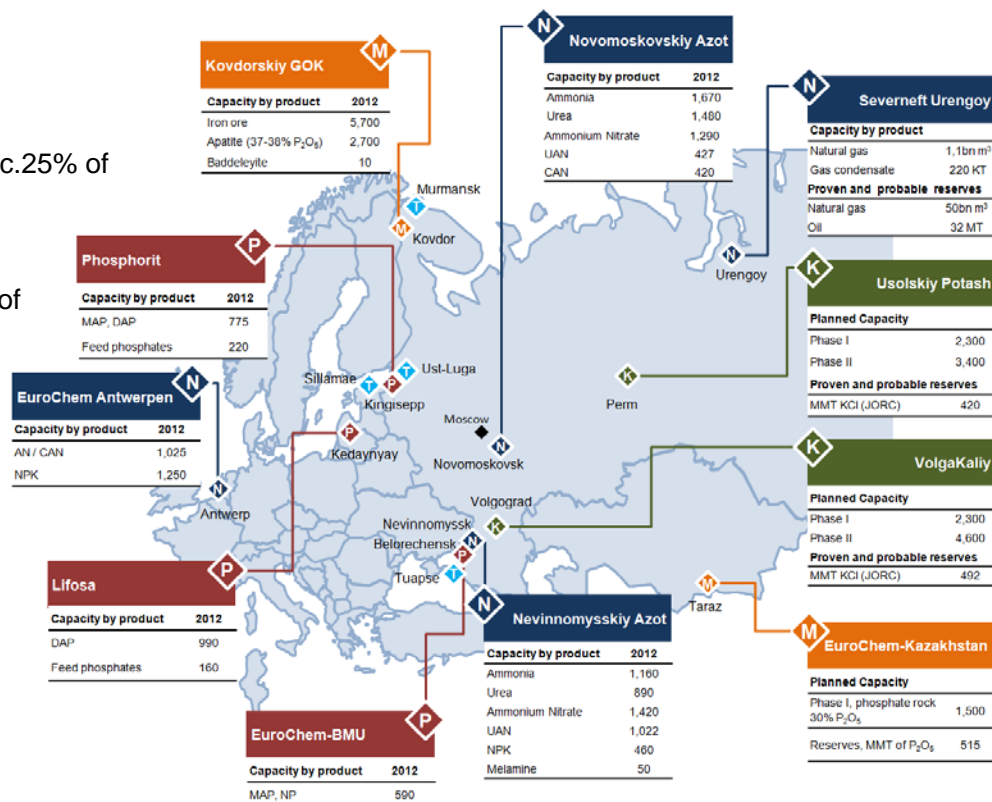 c.25% of
of
M
Kovdorskiy GOK
Capacity by product 2012
Iron ore 5,700
Apatite (37-38% P₂O₅) 2,700
Baddeleyite 10
N
Novomoskovskiy Azot
Capacity by product 2012
Ammonia 1,670
Urea 1,480
Ammonium Nitrate 1,290
UAN 427
CAN 420
N
Severneft Urengoy
Capacity by product
Natural gas 1,1bn m³
Gas condensate 220 KT
Proven and probable reserves
Natural gas 50bn m³
Oil 32 MT
P
Phosphorit
Capacity by product 2012
MAP, DAP 775
Feed phosphates 220
K
Usolskiy Potash
Planned Capacity
Phase I 2,300
Phase II 3,400
Proven and probable reserves
MMT KCl (JORC) 420
N
EuroChem Antwerpen
Capacity by product 2012
AN / CAN 1,025
NPK 1,250
K
VolgaKaliy
Planned Capacity
Phase I 2,300
Phase II 4,600
Proven and probable reserves
MMT KCl (JORC) 492
P
Lifosa
Capacity by product 2012
DAP 990
Feed phosphates 160
N
Nevinnomysskiy Azot
Capacity by product 2012
Ammonia 1,160
Urea 890
Ammonium Nitrate 1,420
UAN 1,022
NPK 460
Melamine 50
M
EuroChem-Kazakhstan
Planned Capacity
Phase I, phosphate rock
30% P₂O₅ 1,500
Reserves, MMT of P₂O₅ 515
P
EuroChem-BMU
Capacity by product 2012
MAP, NP 590
Murmansk
T
M
Kovdor
N
Urengoy
Sillamae
T
P
T
Ust-Luga
Kingisepp
K
Perm
Moscow
P
Kedaynyay
N
Novomoskovsk
N
Antwerp
Volgograd
K
Nevinnomyssk
N
Belorechensk
P
Tuapse
T
M
Taraz